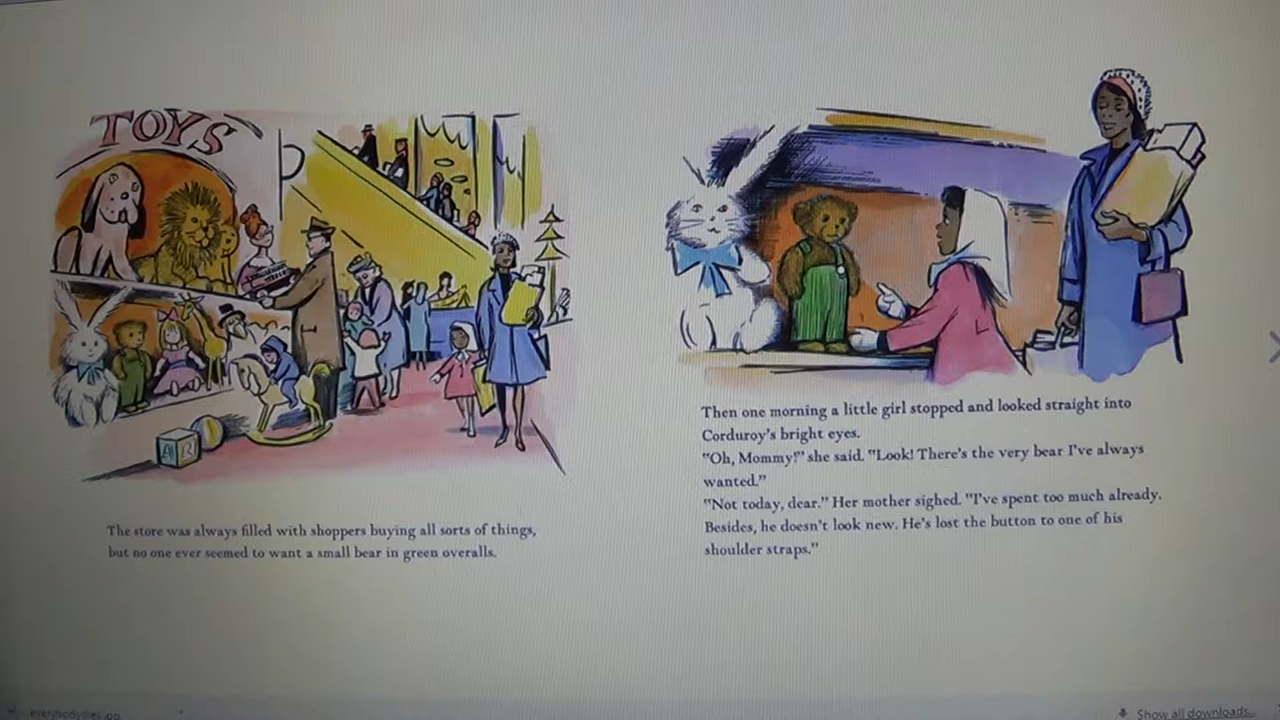 TOYS
A B
The store was always filled with shoppers buying all sorts of things,
but no one ever seemed to want a small bear in green overalls.
Then one morning a little girl stopped and looked straight into
Corduroy's bright eyes.
"Oh, Mommy!" she said. "Look! There's the very bear I've always
wanted."
"Not today, dear." Her mother sighed. "I've spent too much already.
Besides, he doesn't look new. He's lost the button to one of his
shoulder straps."
Show all downloads...